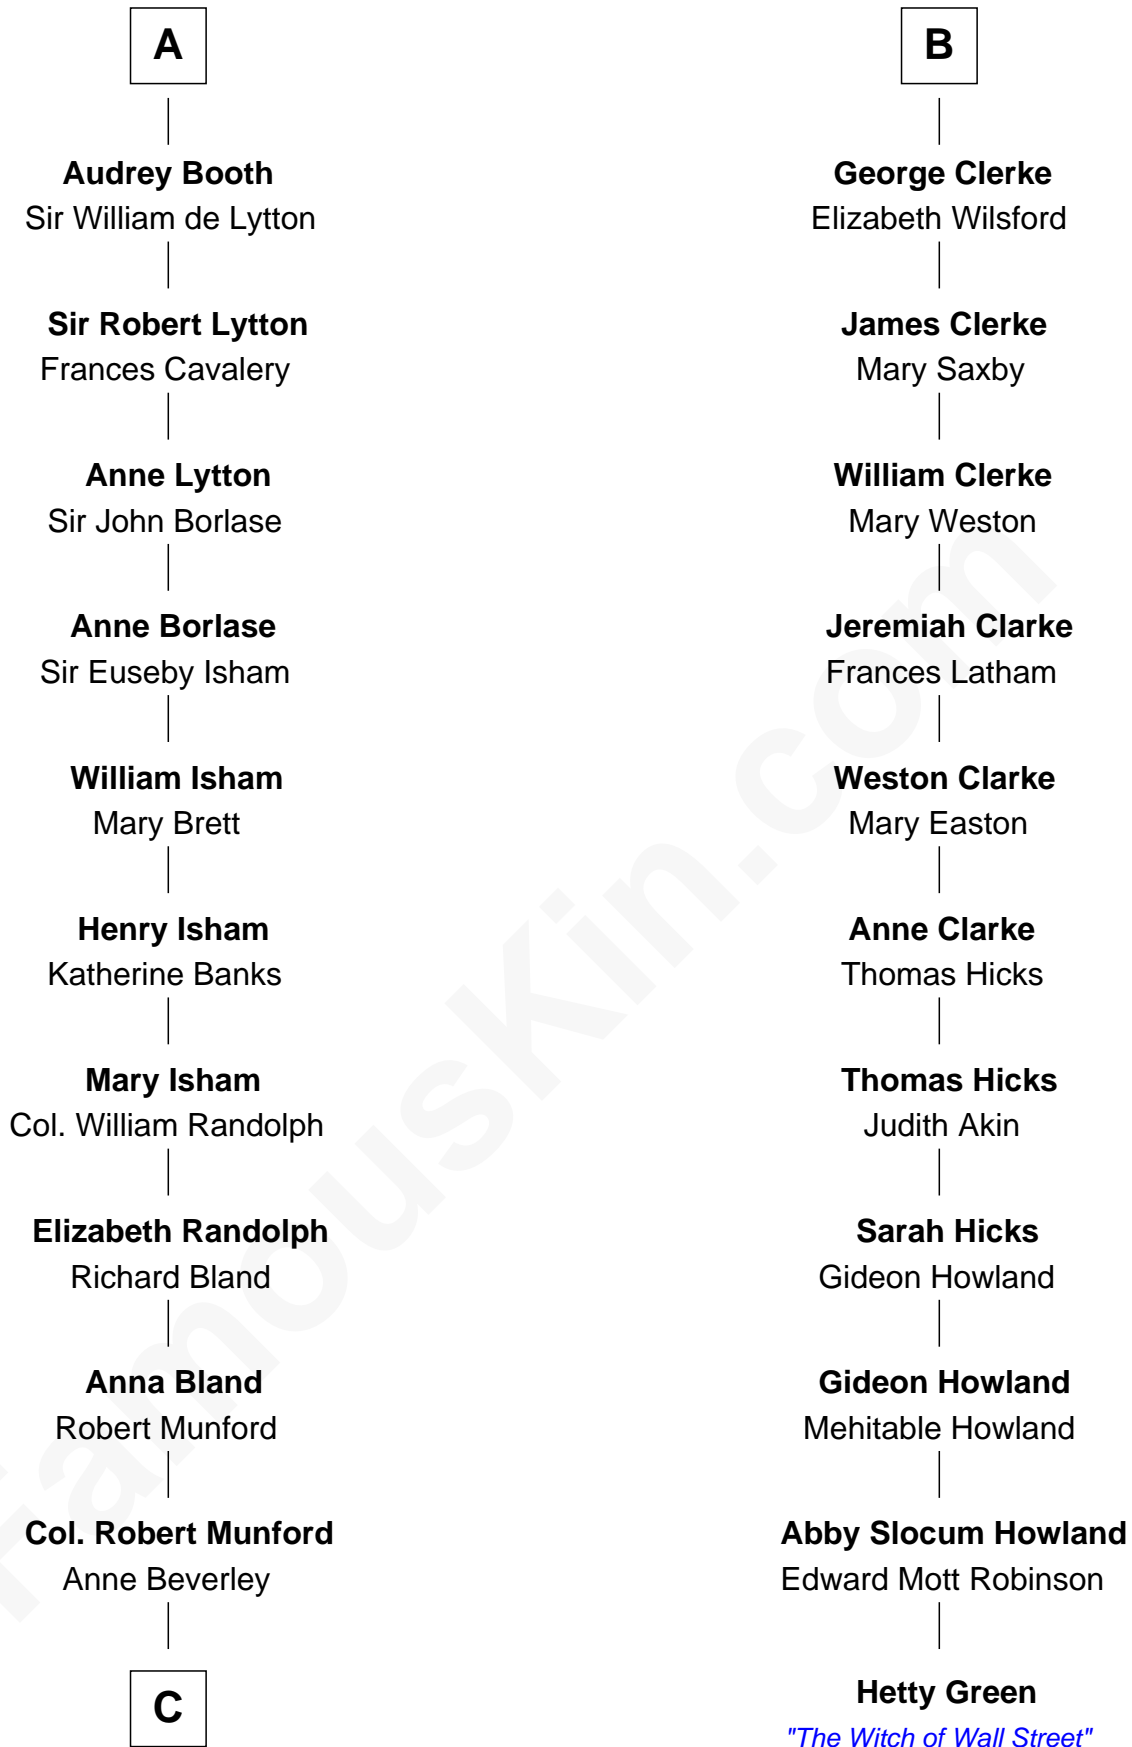 A
Audrey Booth
Sir William de Lytton
Sir Robert Lytton
Frances Cavalery
Anne Lytton
Sir John Borlase
Anne Borlase
Sir Euseby Isham
William Isham
Mary Brett
Henry Isham
Katherine Banks
Mary Isham
Col. William Randolph
Elizabeth Randolph
Richard Bland
Anna Bland
Robert Munford
Col. Robert Munford
Anne Beverley
C
B
George Clerke
Elizabeth Wilsford
James Clerke
Mary Saxby
William Clerke
Mary Weston
Jeremiah Clarke
Frances Latham
Weston Clarke
Mary Easton
Anne Clarke
Thomas Hicks
Thomas Hicks
Judith Akin
Sarah Hicks
Gideon Howland
Gideon Howland
Mehitable Howland
Abby Slocum Howland
Edward Mott Robinson
Hetty Green
"The Witch of Wall Street"
FamousKin.com